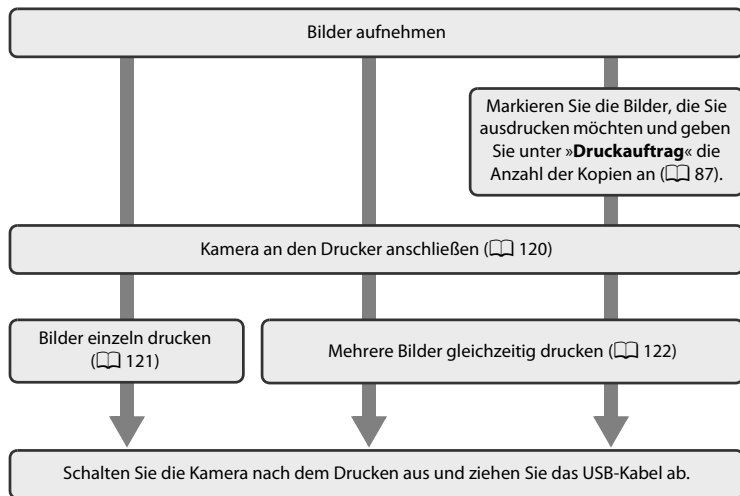 Bilder aufnehmen
Markieren Sie die Bilder, die Sie
ausdrucken möchten und geben
Sie unter »Druckauftrag« die
Anzahl der Kopien an (📖 87).
Kamera an den Drucker anschließen (📖 120)
Bilder einzeln drucken
(📖 121)
Mehrere Bilder gleichzeitig drucken (📖 122)
Schalten Sie die Kamera nach dem Drucken aus und ziehen Sie das USB-Kabel ab.